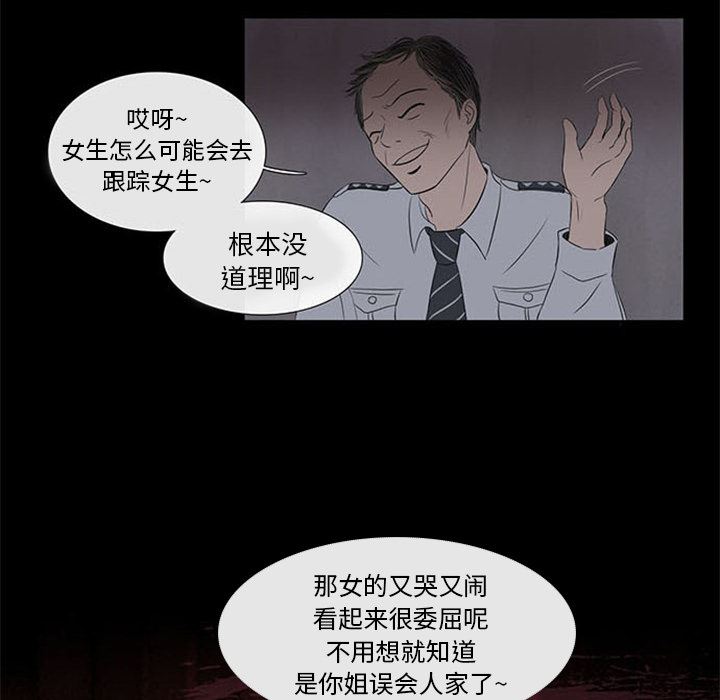 哎呀~
女生怎么可能会去
跟踪女生~
根本没
道理啊~
那女的又哭又闹
看起来很委屈呢
不用想就知道
是你姐误会人家了~